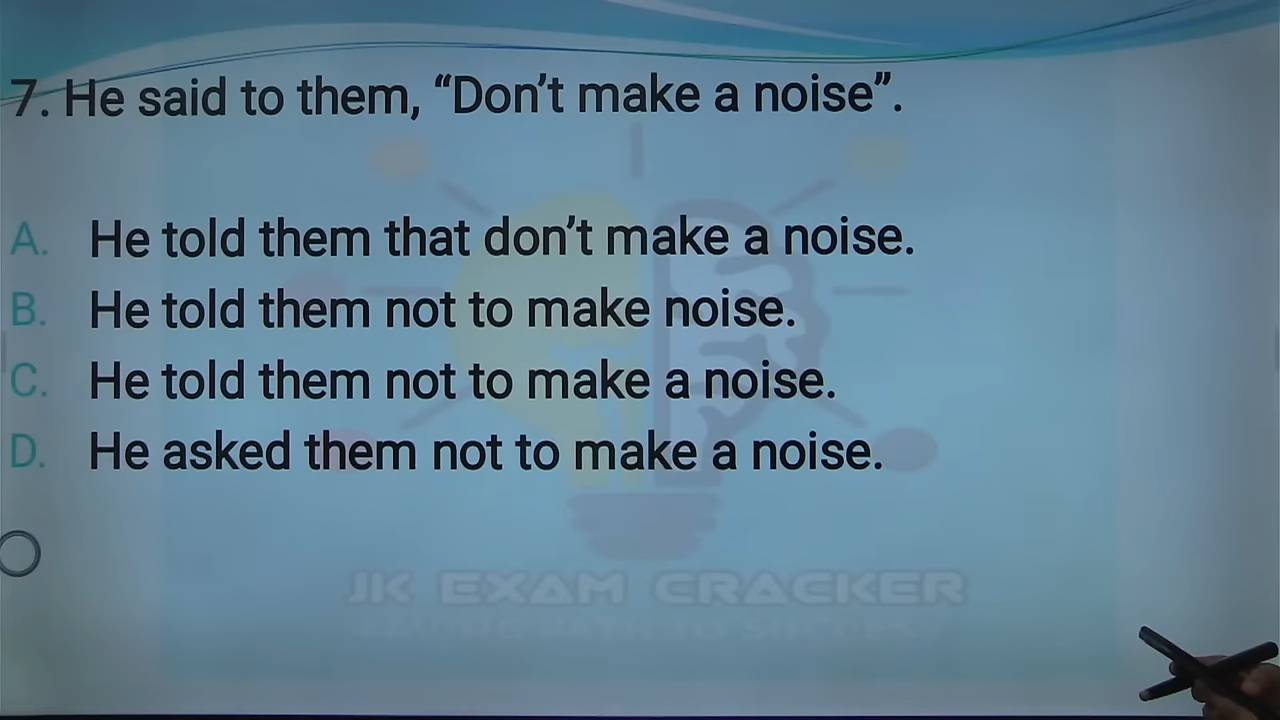 7. He said to them, “Don’t make a noise”.
A. He told them that don’t make a noise.
B. He told them not to make noise.
C. He told them not to make a noise.
D. He asked them not to make a noise.
JK EXAM CRACKER